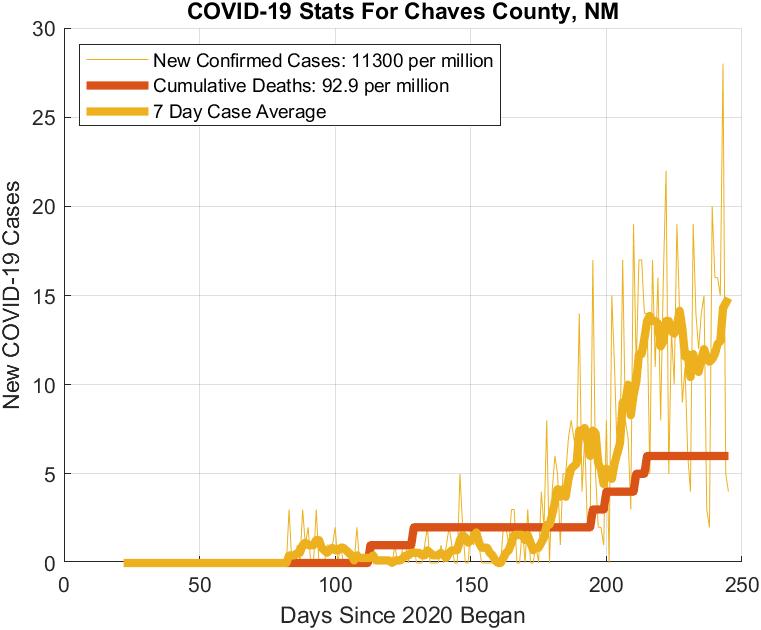 COVID-19 Stats For Chaves County, NM
New Confirmed Cases: 11300 per million
Cumulative Deaths: 92.9 per million
7 Day Case Average
New COVID-19 Cases
30
25
20
15
10
5
0
0 50 100 150 200 250
Days Since 2020 Began